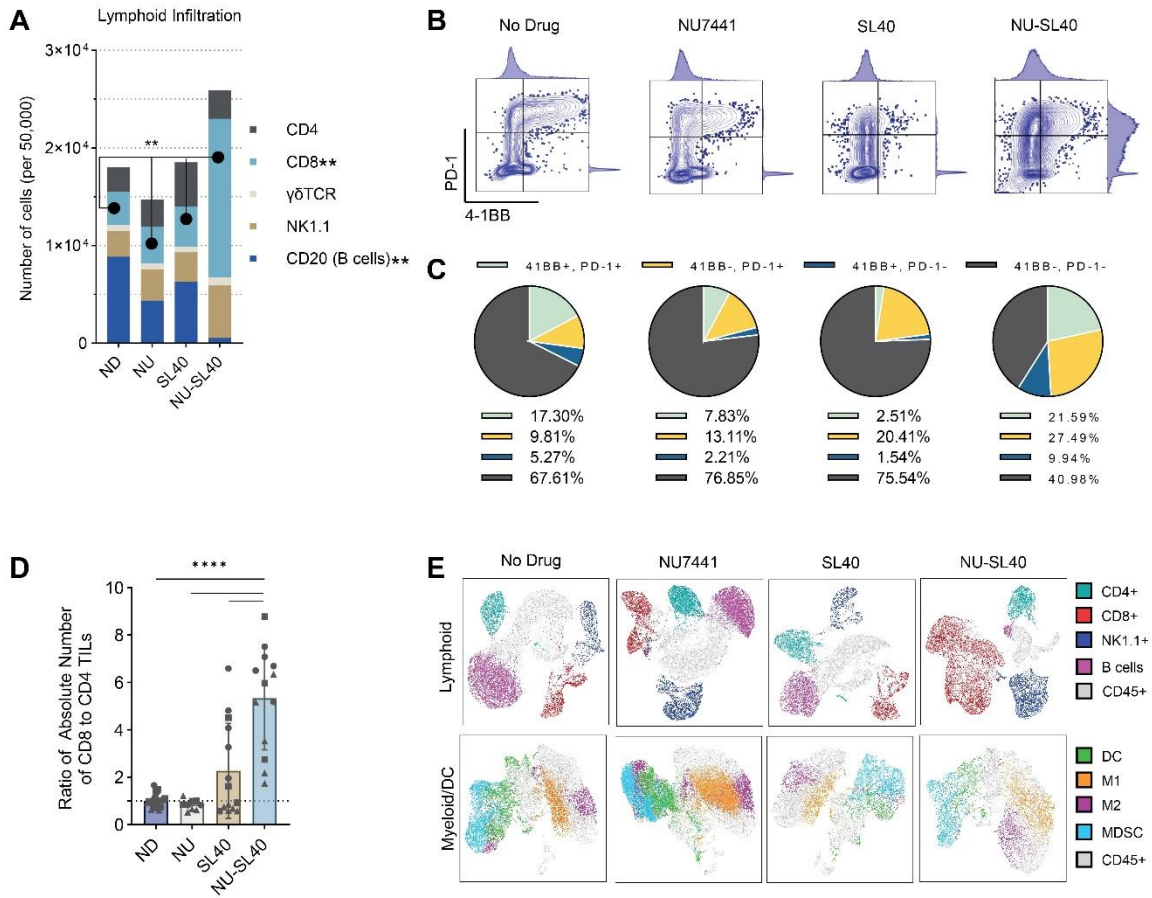 A
Lymphoid Infiltration
Number of cells (per 50,000)
3×10⁴
2×10⁴
1×10⁴
0
**
CD4
CD8**
γδTCR
NK1.1
CD20 (B cells)**
ND
NU
SL40
NU-SL40
B
No Drug
NU7441
SL40
NU-SL40
PD-1
4-1BB
C
41BB+, PD-1+
41BB-, PD-1+
41BB+, PD-1-
41BB-, PD-1-
17.30%
9.81%
5.27%
67.61%
7.83%
13.11%
2.21%
76.85%
2.51%
20.41%
1.54%
75.54%
21.59%
27.49%
9.94%
40.98%
D
Ratio of Absolute Number
of CD8 to CD4 TILs
10
8
6
4
2
0
****
ND
NU
SL40
NU-SL40
E
No Drug
NU7441
SL40
NU-SL40
Lymphoid
CD4+
CD8+
NK1.1+
B cells
CD45+
Myeloid/DC
DC
M1
M2
MDSC
CD45+